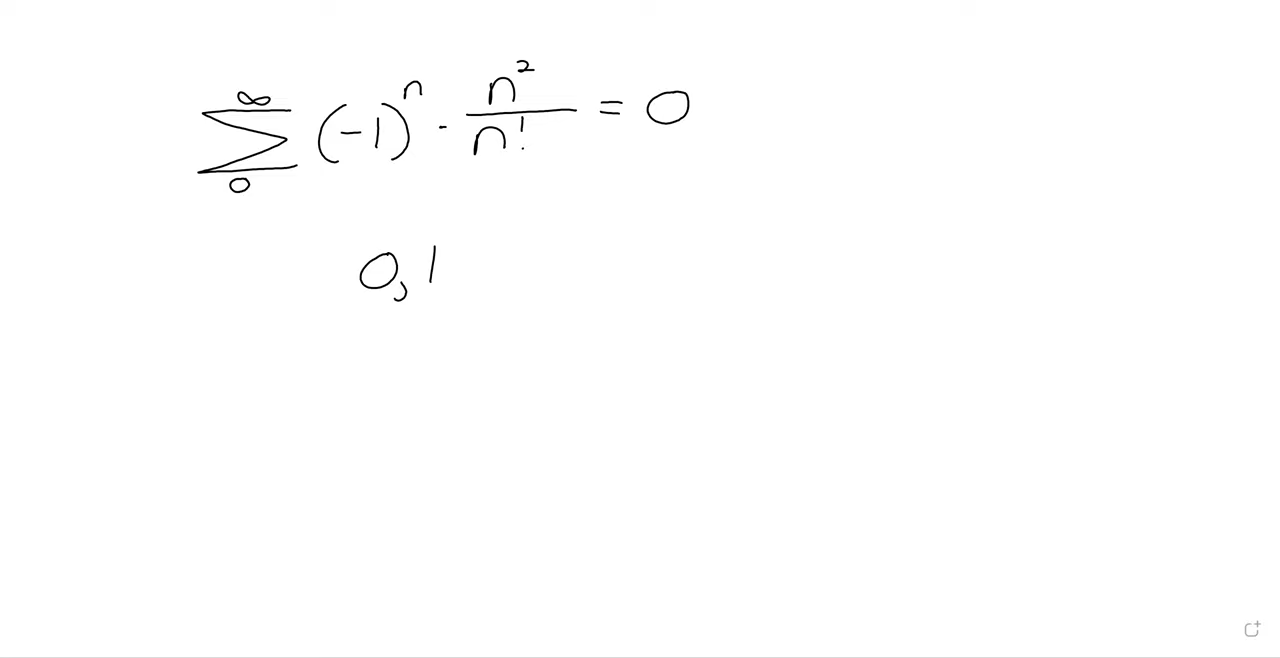 ∞∑0 (-1)^n · n^2/n! = 0
0, 1